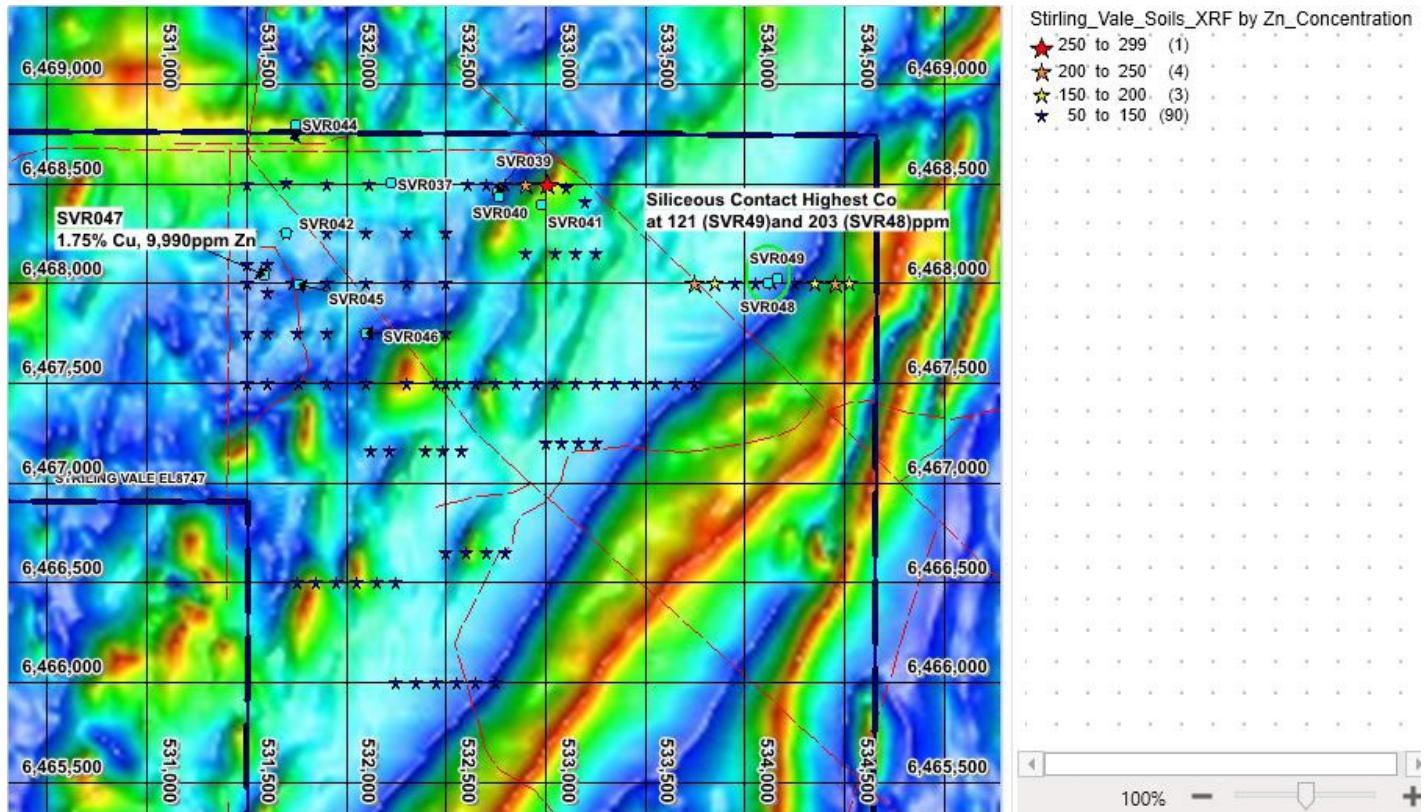 Stirling_Vale_Soils_XRF by Zn_Concentration
250 to 299 (1)
200 to 250 (4)
150 to 200 (3)
50 to 150 (90)
531,000
531,500
532,000
532,500
533,000
533,500
534,000
534,500
6,469,000
6,469,000
SVR044
6,468,500
6,468,500
SVR039
SVR037
SVR040
SVR041
Siliceous Contact Highest Co
at 121 (SVR49)and 203 (SVR48)ppm
SVR047
1.75% Cu, 9,990ppm Zn
SVR042
6,468,000
6,468,000
SVR049
SVR045
SVR048
SVR046
6,467,500
6,467,500
6,467,000
6,467,000
STRILING VALE EL8747
6,466,500
6,466,500
6,466,000
6,466,000
6,465,500
6,465,500
531,000
531,500
532,000
532,500
533,000
533,500
534,000
534,500
100%